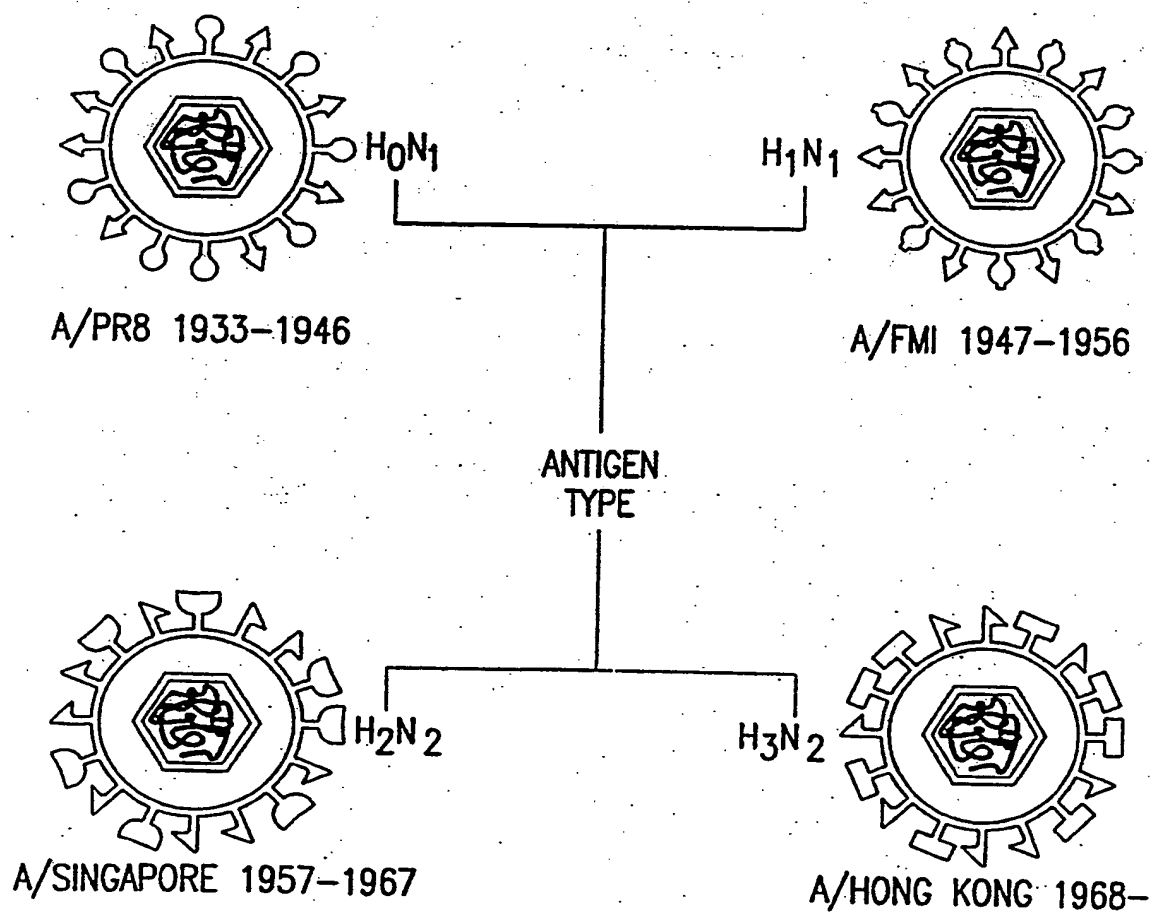 H₀N₁
H₁N₁
A/PR8 1933–1946
A/FMI 1947–1956
ANTIGEN
TYPE
H₂N₂
H₃N₂
A/SINGAPORE 1957–1967
A/HONG KONG 1968–